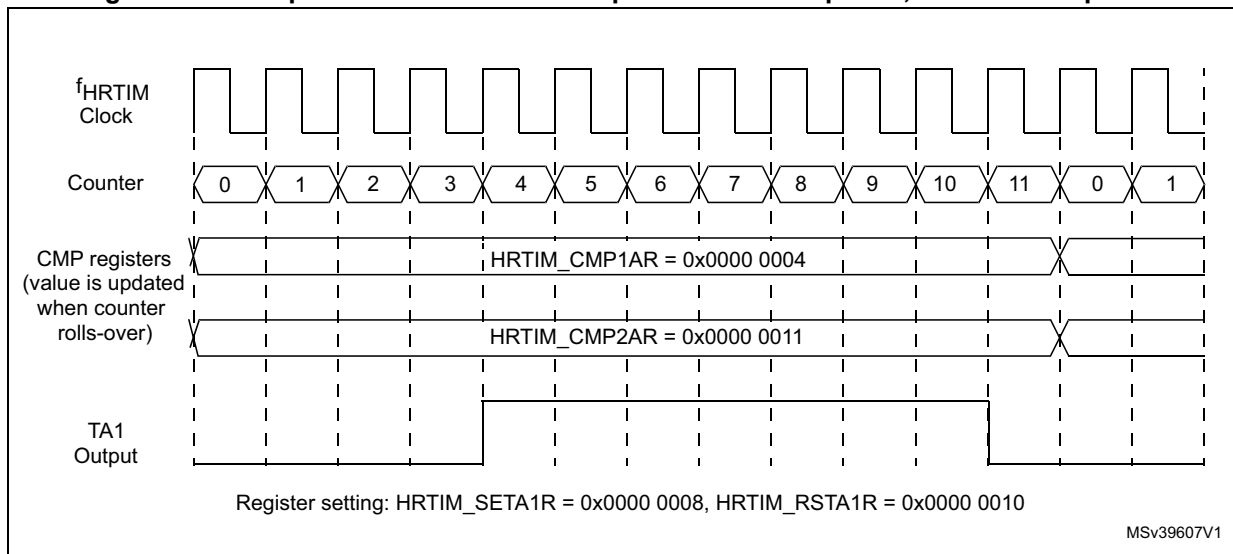 fHRTIM
Clock
Counter
0 1 2 3 4 5 6 7 8 9 10 11 0 1
CMP registers
(value is updated
when counter
rolls-over)
HRTIM_CMP1AR = 0x0000 0004
HRTIM_CMP2AR = 0x0000 0011
TA1
Output
Register setting: HRTIM_SETA1R = 0x0000 0008, HRTIM_RSTA1R = 0x0000 0010
MSv39607V1